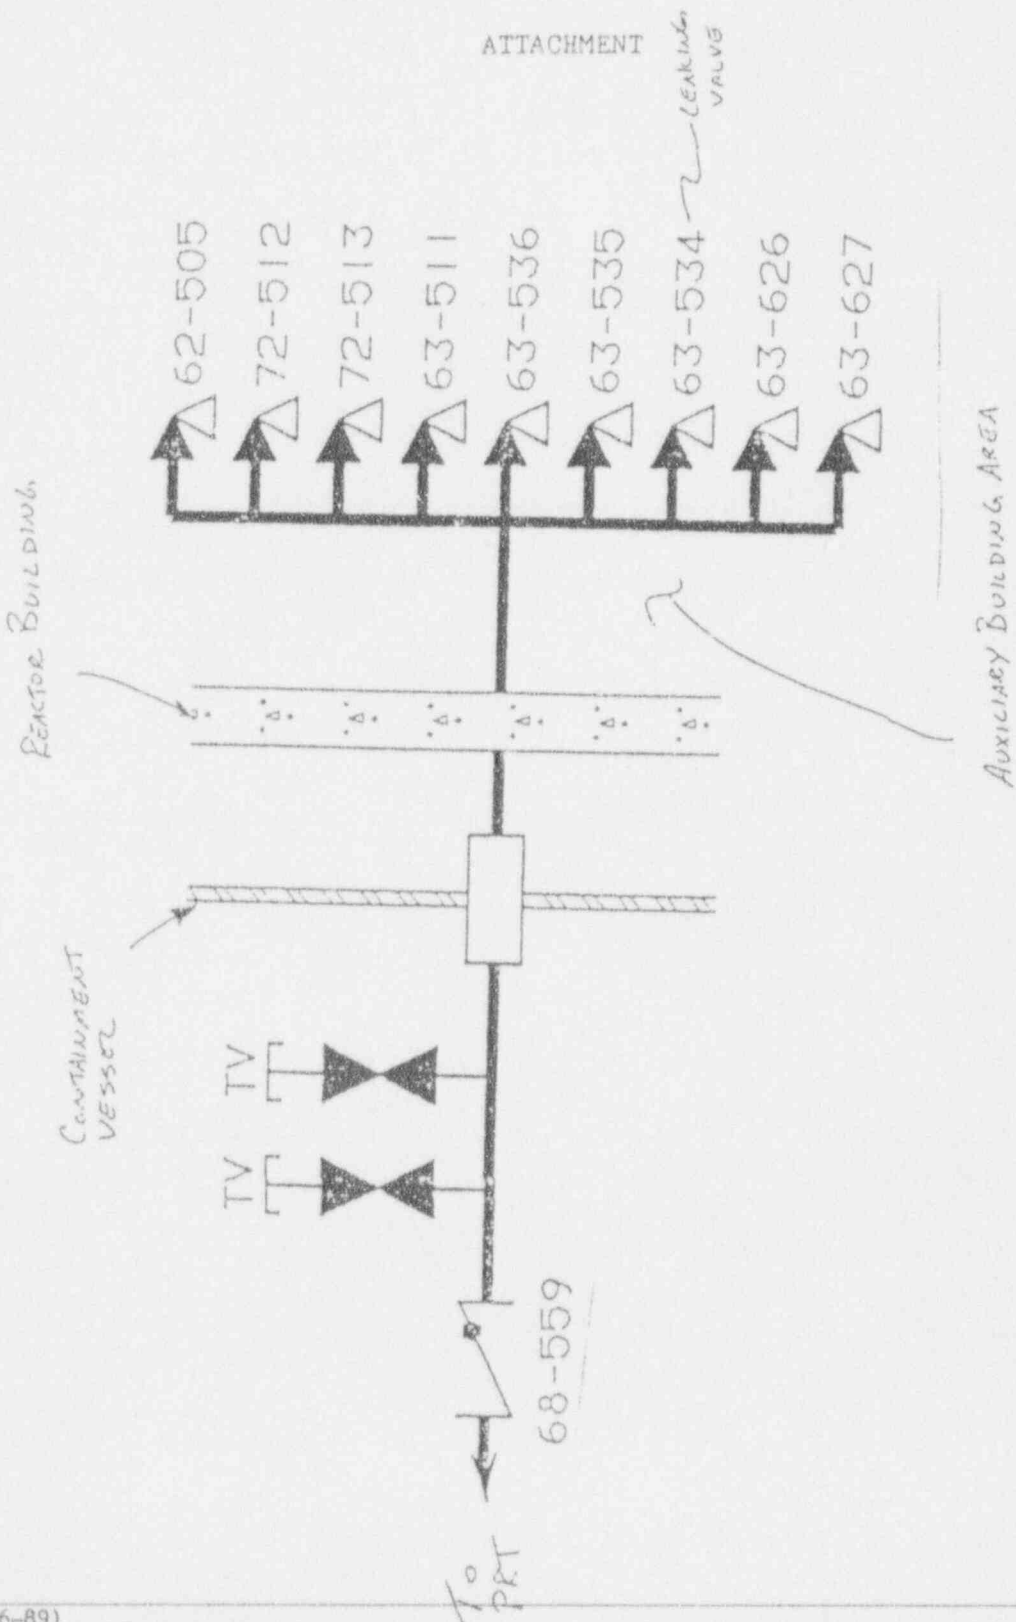 ATTACHMENT
LEAKING
VALVE
62-505
72-512
72-513
63-511
63-536
63-535
63-534
63-626
63-627
REACTOR BUILDING
AUXILIARY BUILDING AREA
CONTAINMENT
VESSEL
TV
TV
68-559
TO
PRT
6-89)